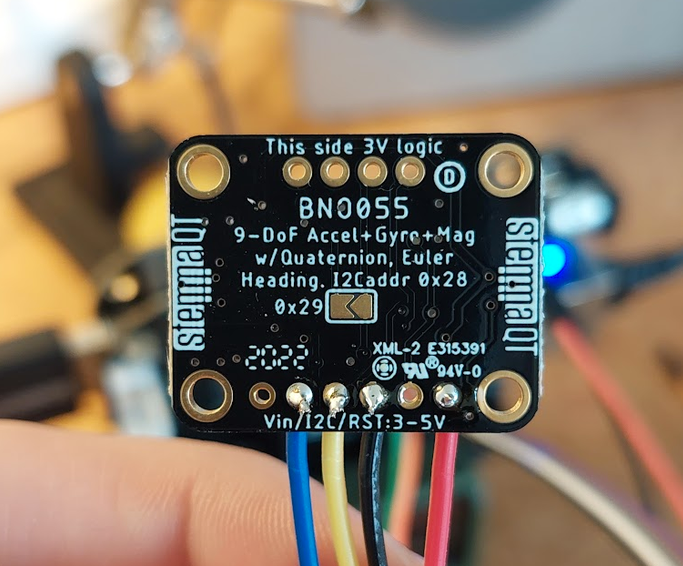 This side 3V logic
D
BNO055
9-DoF Accel+Gyro+Mag
w/Quaternion, Euler
Heading. I2Caddr 0x28
0x29
stemmaQT
stemmaQT
2022
XML-2 E315391
94V-0
Vin/I2C/RST:3-5V